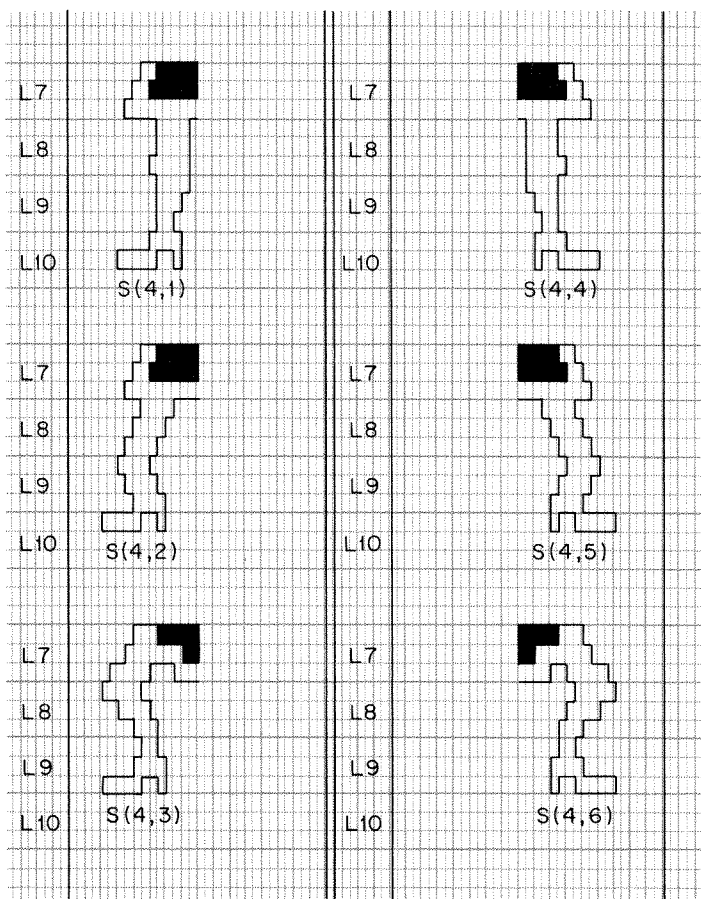 L7 L7
L8 L8
L9 L9
L10 L10
S(4,1) S(4,4)
L7 L7
L8 L8
L9 L9
L10 L10
S(4,2) S(4,5)
L7 L7
L8 L8
L9 L9
S(4,3) S(4,6)
L10 L10